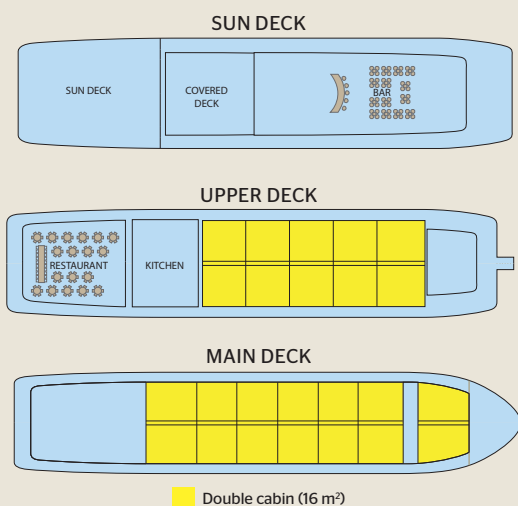 SUN DECK
SUN DECK
COVERED
DECK
BAR
UPPER DECK
RESTAURANT
KITCHEN
MAIN DECK
Double cabin (16 m²)